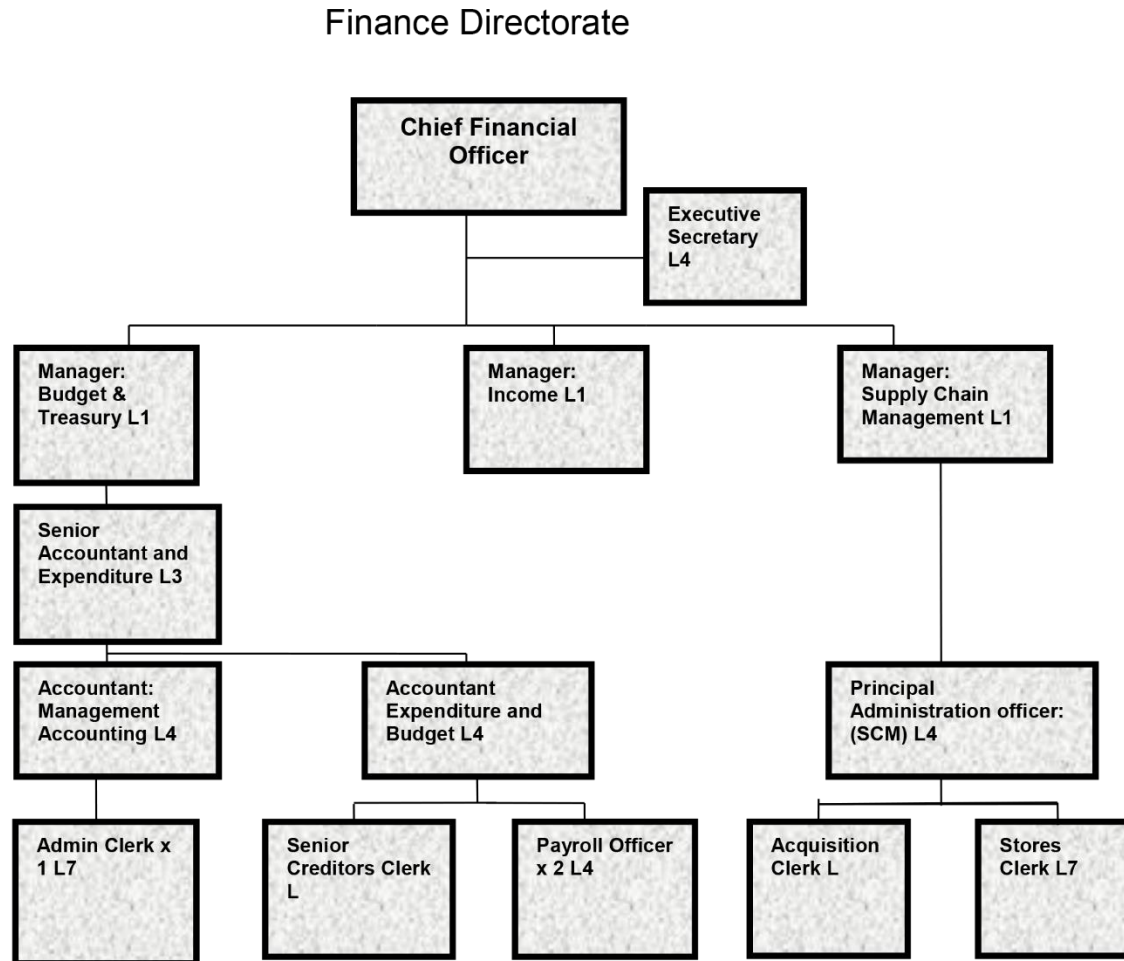 Finance Directorate
Chief Financial
Officer
Executive
Secretary
L4
Manager:
Budget &
Treasury L1
Manager:
Income L1
Manager:
Supply Chain
Management L1
Senior
Accountant and
Expenditure L3
Accountant:
Management
Accounting L4
Accountant
Expenditure and
Budget L4
Principal
Administration officer:
(SCM) L4
Admin Clerk x
1 L7
Senior
Creditors Clerk
L
Payroll Officer
x 2 L4
Acquisition
Clerk L
Stores
Clerk L7